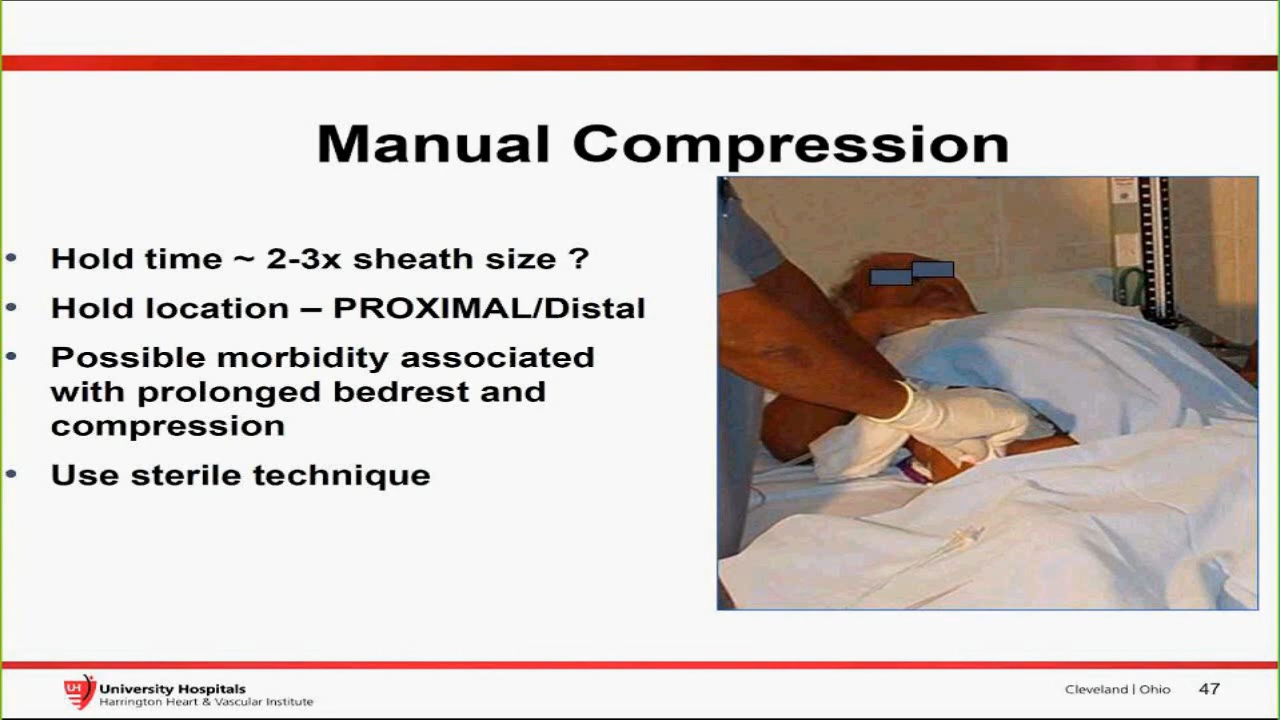 Manual Compression
• Hold time ~ 2-3x sheath size ?
• Hold location – PROXIMAL/Distal
• Possible morbidity associated
with prolonged bedrest and
compression
• Use sterile technique
UH
University Hospitals
Harrington Heart & Vascular Institute
Cleveland | Ohio 47